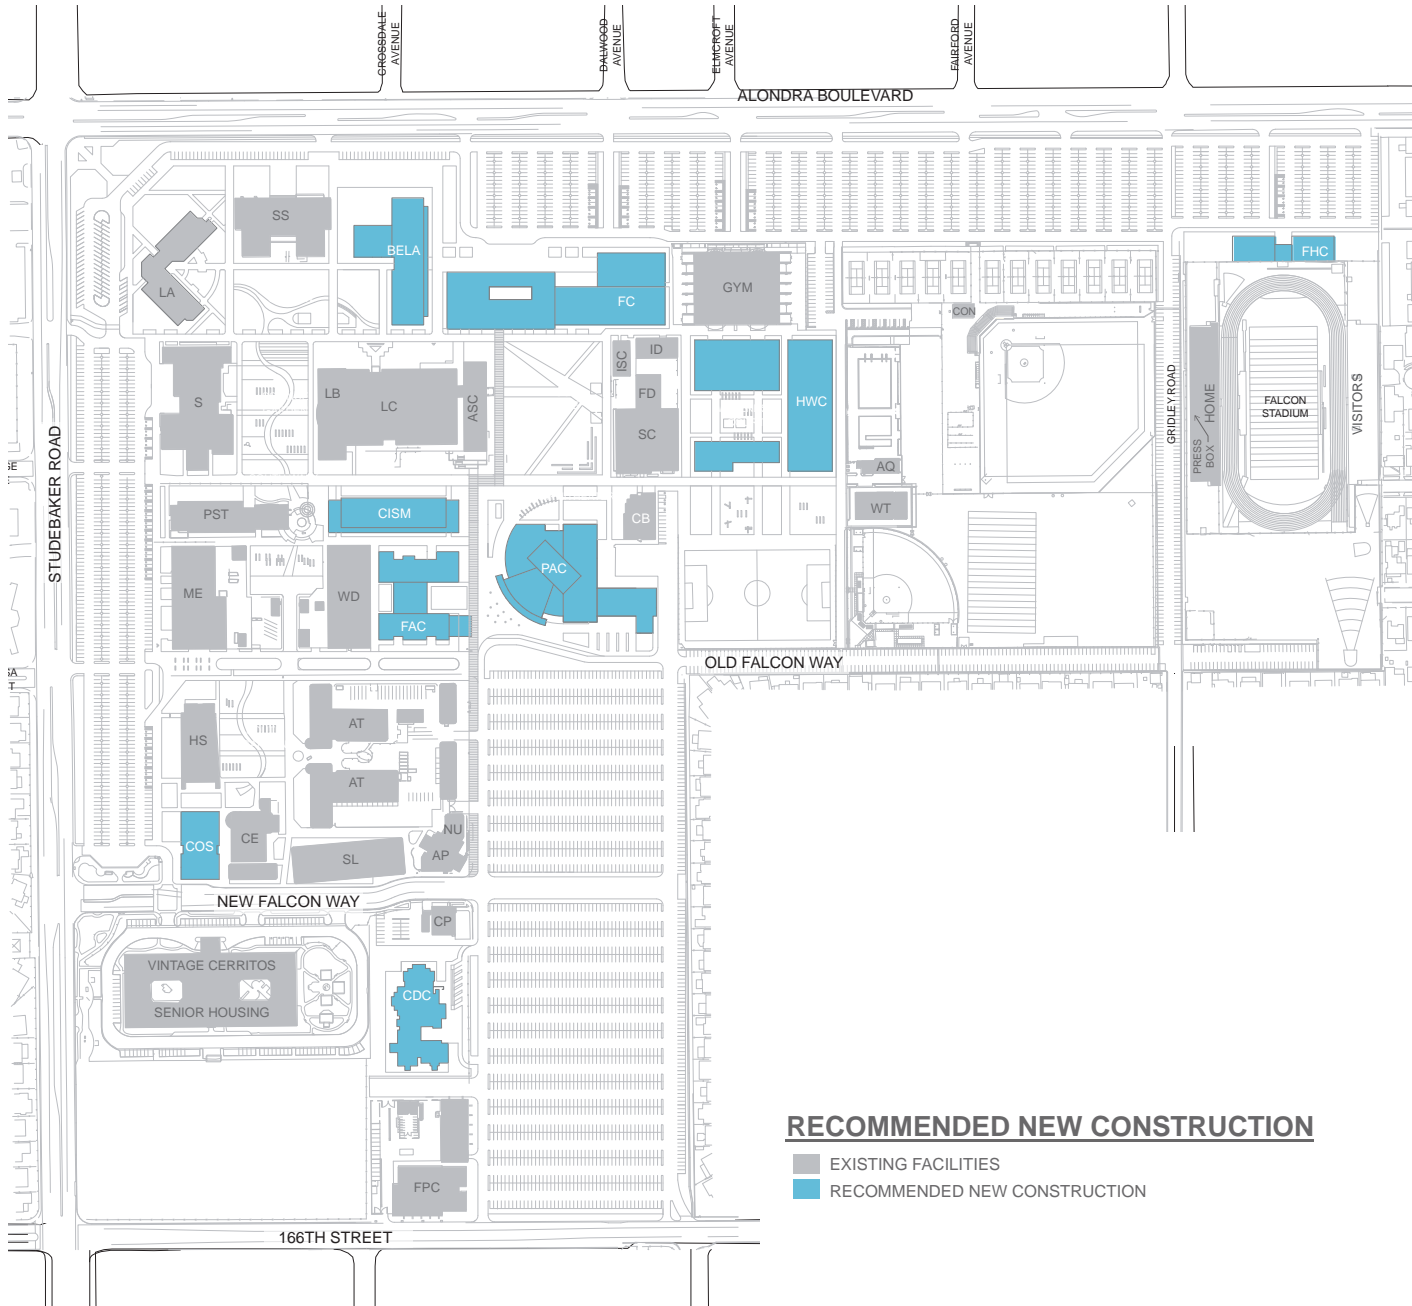 CROSSDALE
AVENUE
DALWOOD
AVENUE
ELMCROFT
AVENUE
FAIRFORD
AVENUE
ALONDRA BOULEVARD
SS
LA
BELA
FC
GYM
FHC
CON
S
LB
LC
ASC
ISC
ID
FD
SC
HWC
GRIDLEY ROAD
PRESS
BOX
HOME
FALCON
STADIUM
VISITORS
AQ
WT
STUDEBAKER ROAD
PST
CISM
CB
PAC
ME
WD
FAC
OLD FALCON WAY
HS
AT
AT
COS
CE
SL
NU
AP
NEW FALCON WAY
CP
VINTAGE CERRITOS
SENIOR HOUSING
CDC
FPC
166TH STREET
RECOMMENDED NEW CONSTRUCTION
EXISTING FACILITIES
RECOMMENDED NEW CONSTRUCTION